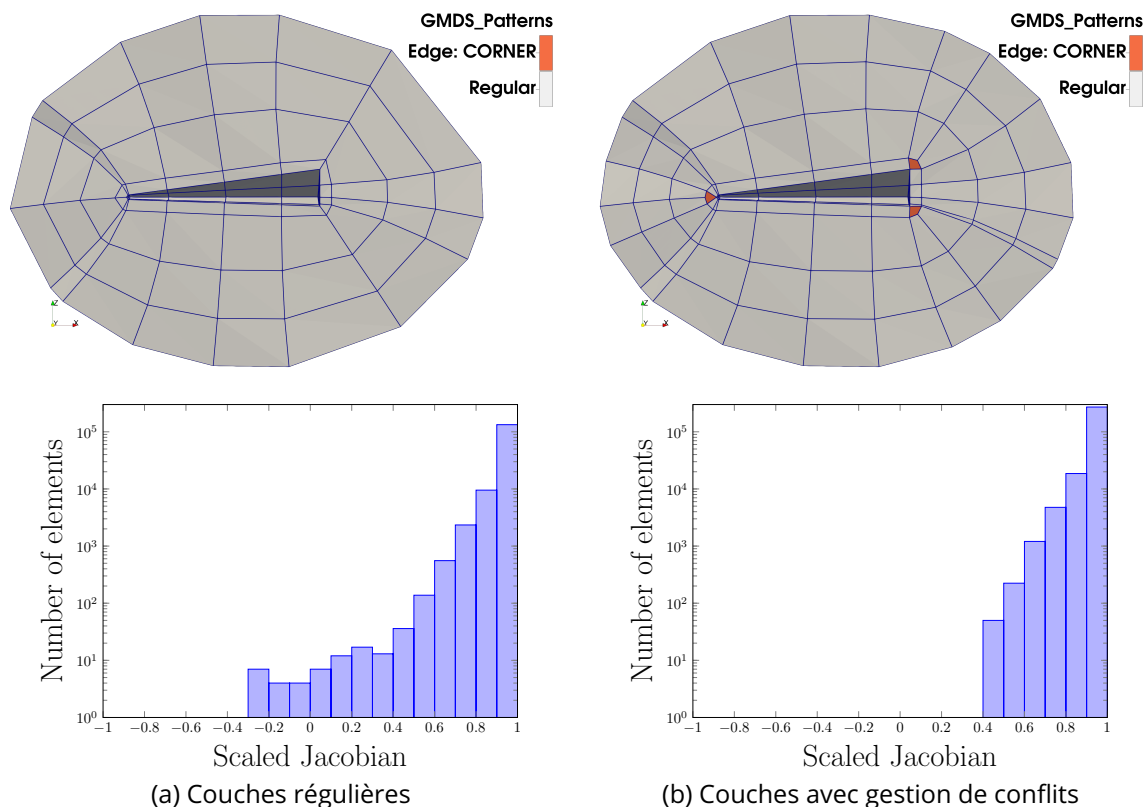 GMDS_Patterns
Edge: CORNER
Regular
Z
Y
X
GMDS_Patterns
Edge: CORNER
Regular
Z
Y
X
Number of elements
10^5
10^4
10^3
10^2
10^1
10^0
−1 −0.8 −0.6 −0.4 −0.2 0 0.2 0.4 0.6 0.8 1
Scaled Jacobian
(a) Couches régulières
Number of elements
10^5
10^4
10^3
10^2
10^1
10^0
−1 −0.8 −0.6 −0.4 −0.2 0 0.2 0.4 0.6 0.8 1
Scaled Jacobian
(b) Couches avec gestion de conflits